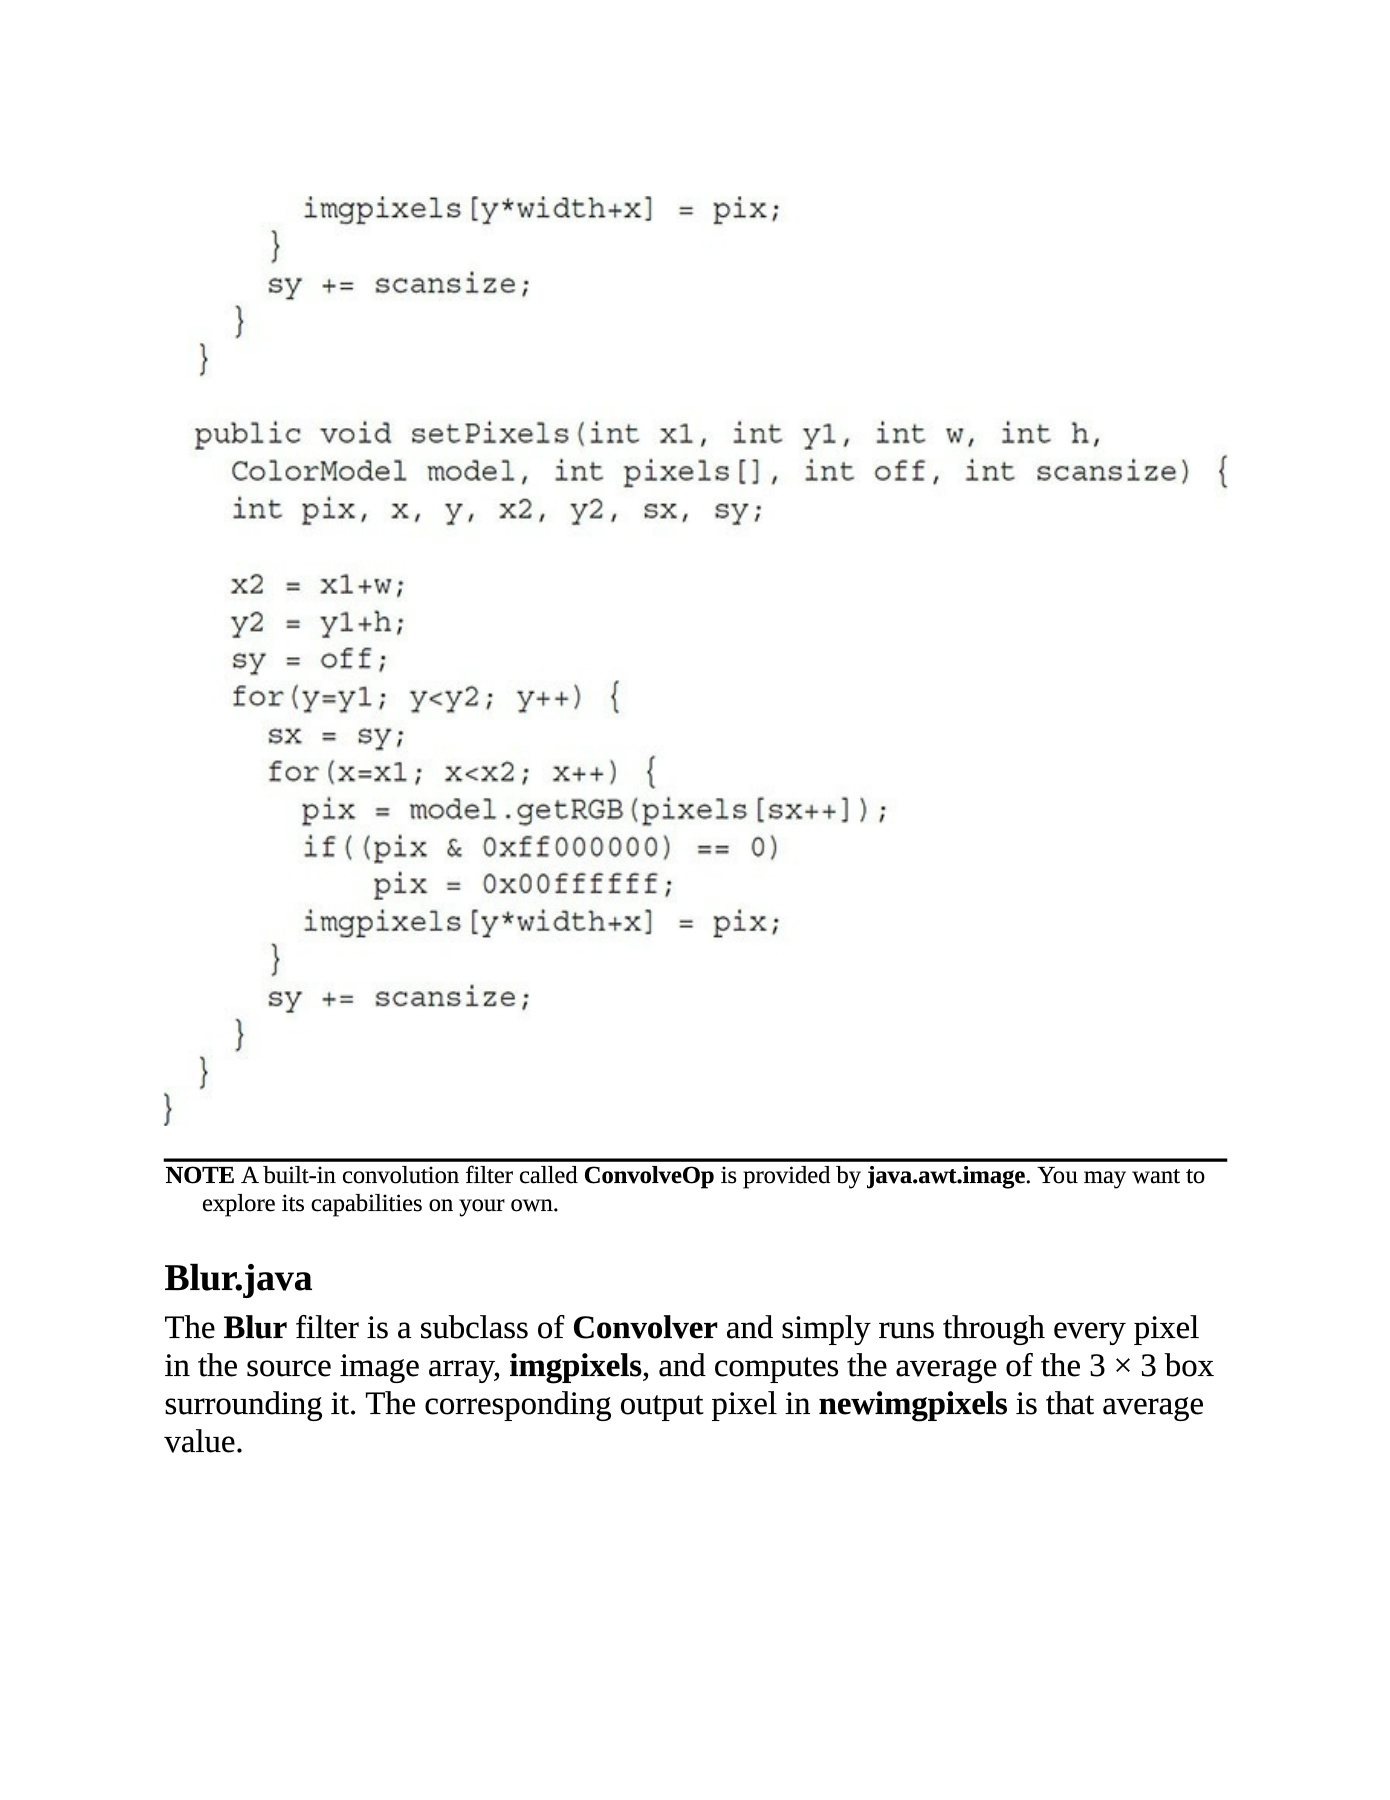 imgpixels[y*width+x] = pix;
}
sy += scansize;
}
}
public void setPixels(int x1, int y1, int w, int h,
ColorModel model, int pixels[], int off, int scansize) {
int pix, x, y, x2, y2, sx, sy;
x2 = x1+w;
y2 = y1+h;
sy = off;
for(y=y1; y<y2; y++) {
sx = sy;
for(x=x1; x<x2; x++) {
pix = model.getRGB(pixels[sx++]);
if((pix & 0xff000000) == 0)
pix = 0x00ffffff;
imgpixels[y*width+x] = pix;
}
sy += scansize;
}
}
}
NOTE A built-in convolution filter called ConvolveOp is provided by java.awt.image. You may want to
explore its capabilities on your own.
Blur.java
The Blur filter is a subclass of Convolver and simply runs through every pixel
in the source image array, imgpixels, and computes the average of the 3 × 3 box
surrounding it. The corresponding output pixel in newimgpixels is that average
value.